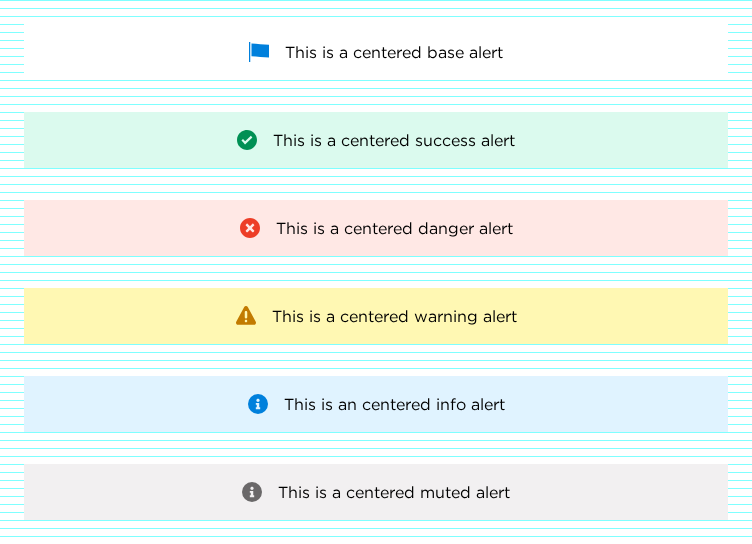 This is a centered base alert
This is a centered success alert
This is a centered danger alert
This is a centered warning alert
This is an centered info alert
This is a centered muted alert